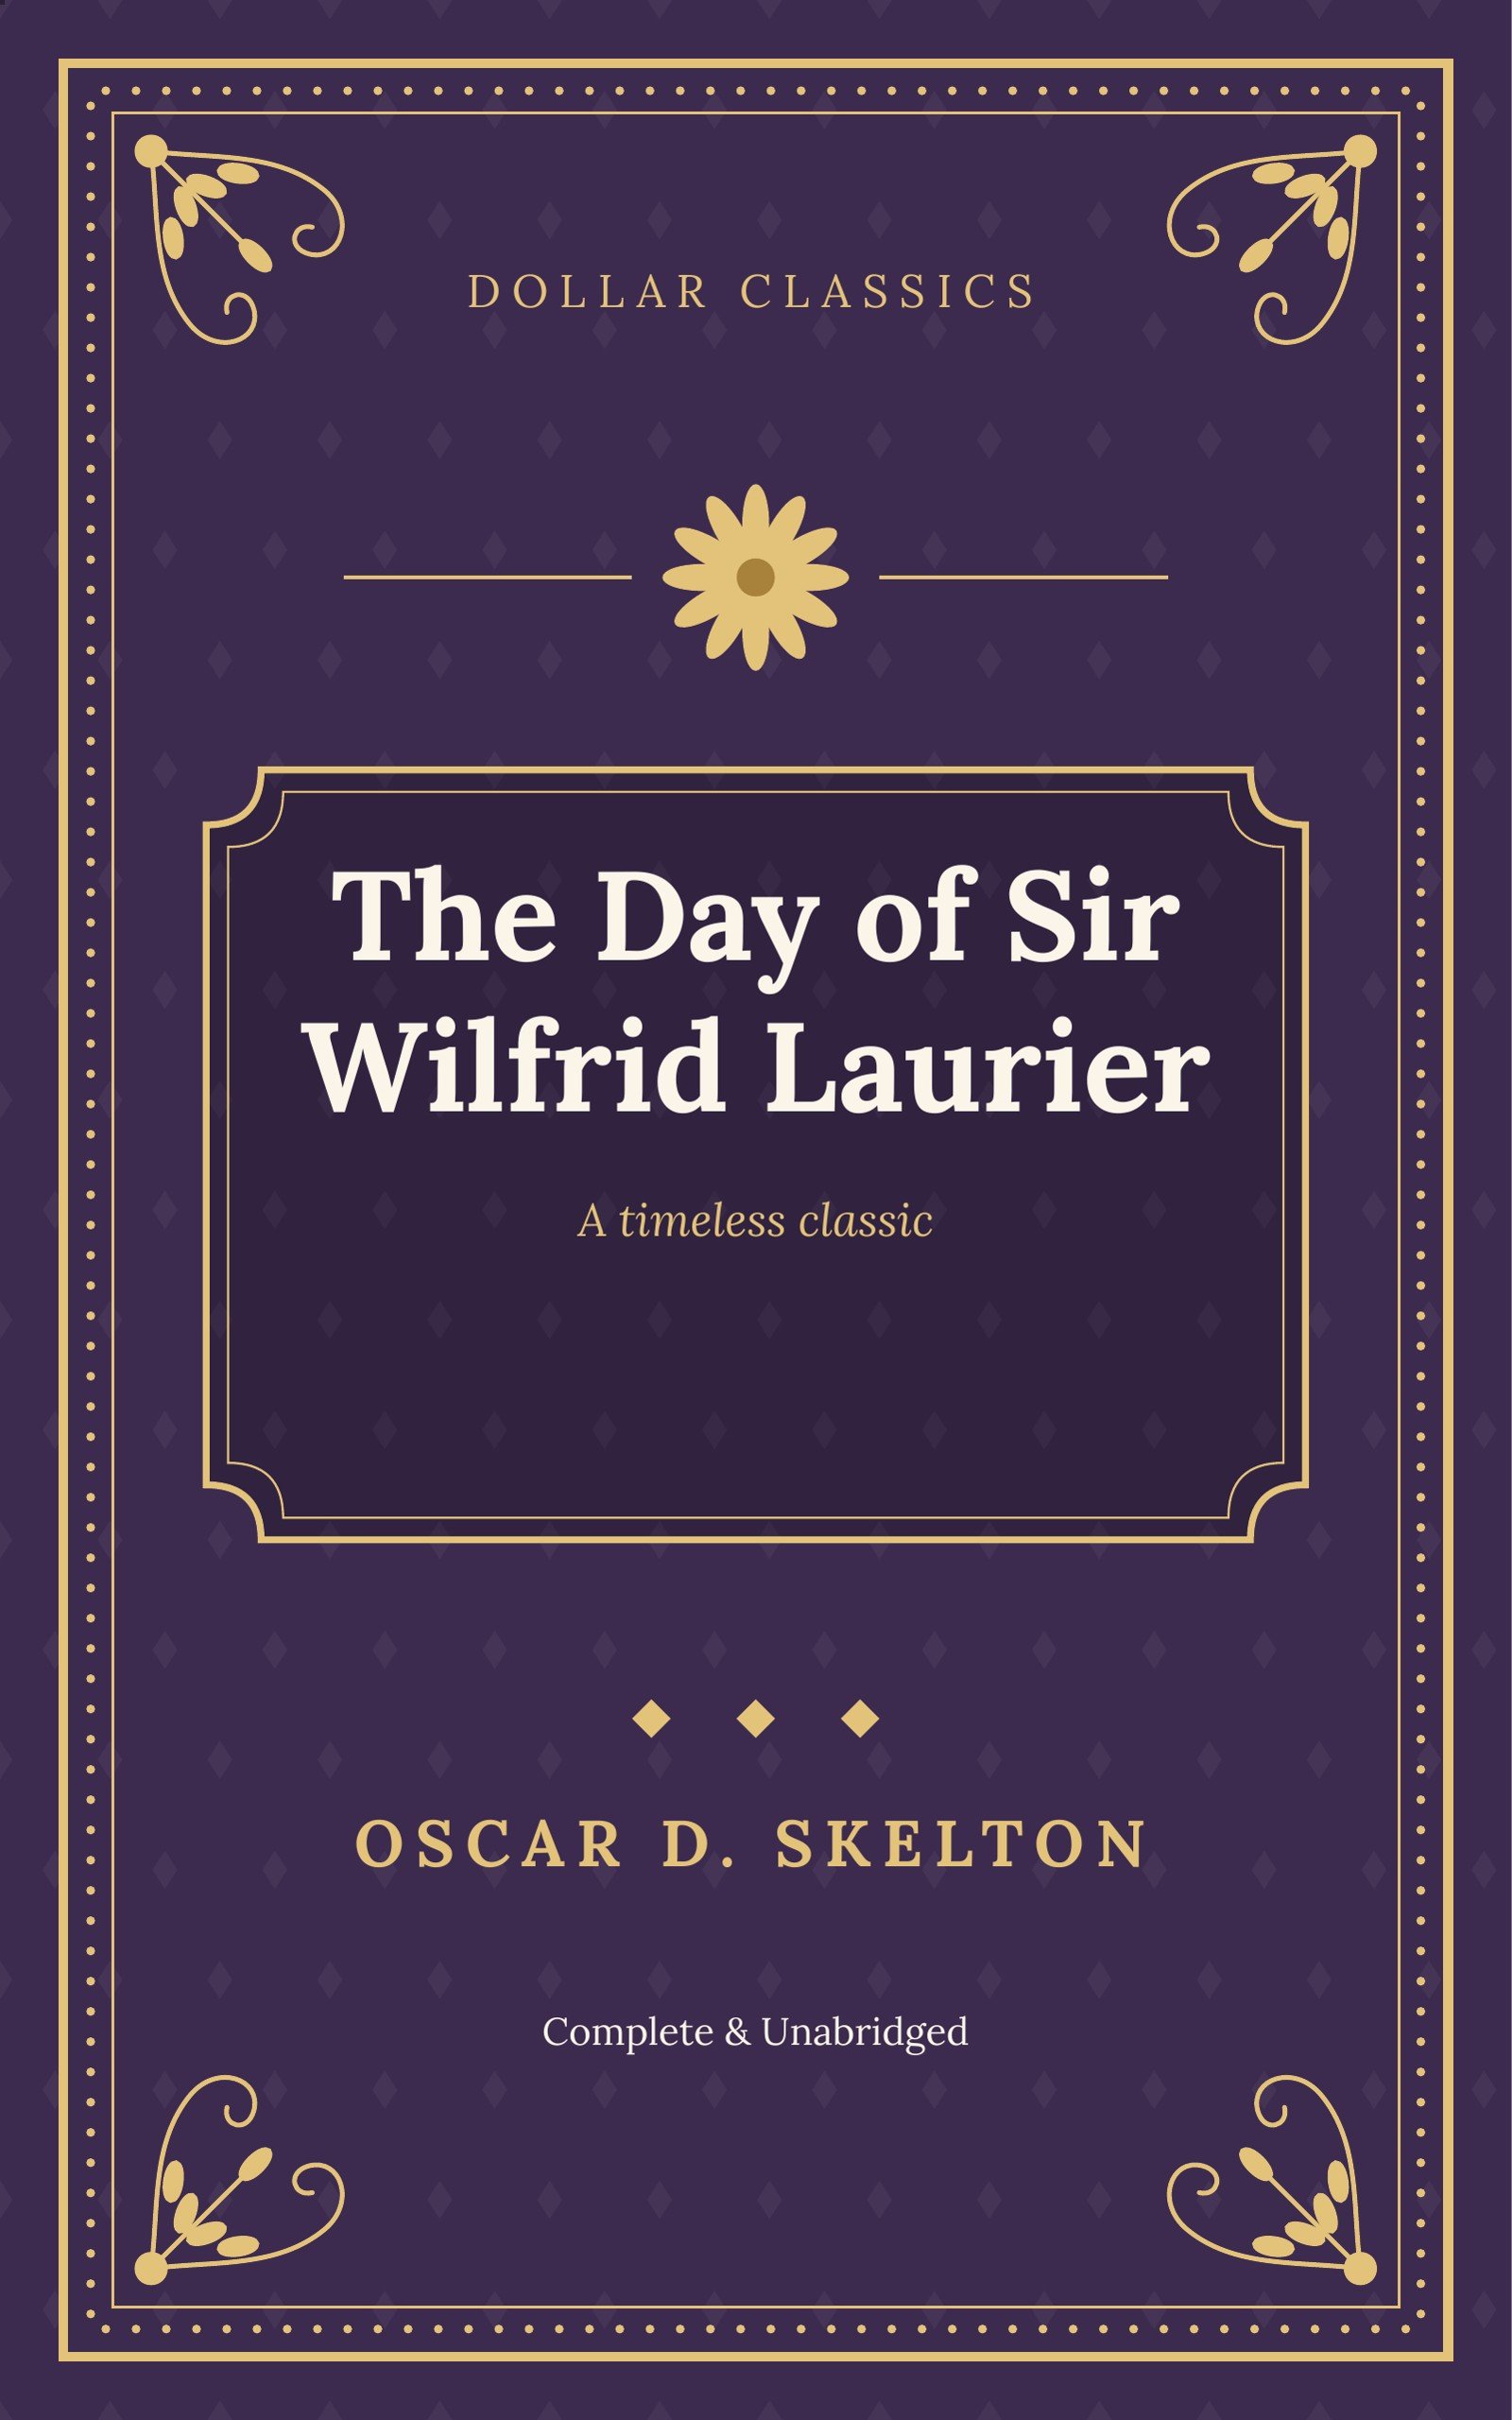 DOLLAR CLASSICS
The Day of Sir
Wilfrid Laurier
A timeless classic
OSCAR D. SKELTON
Complete & Unabridged